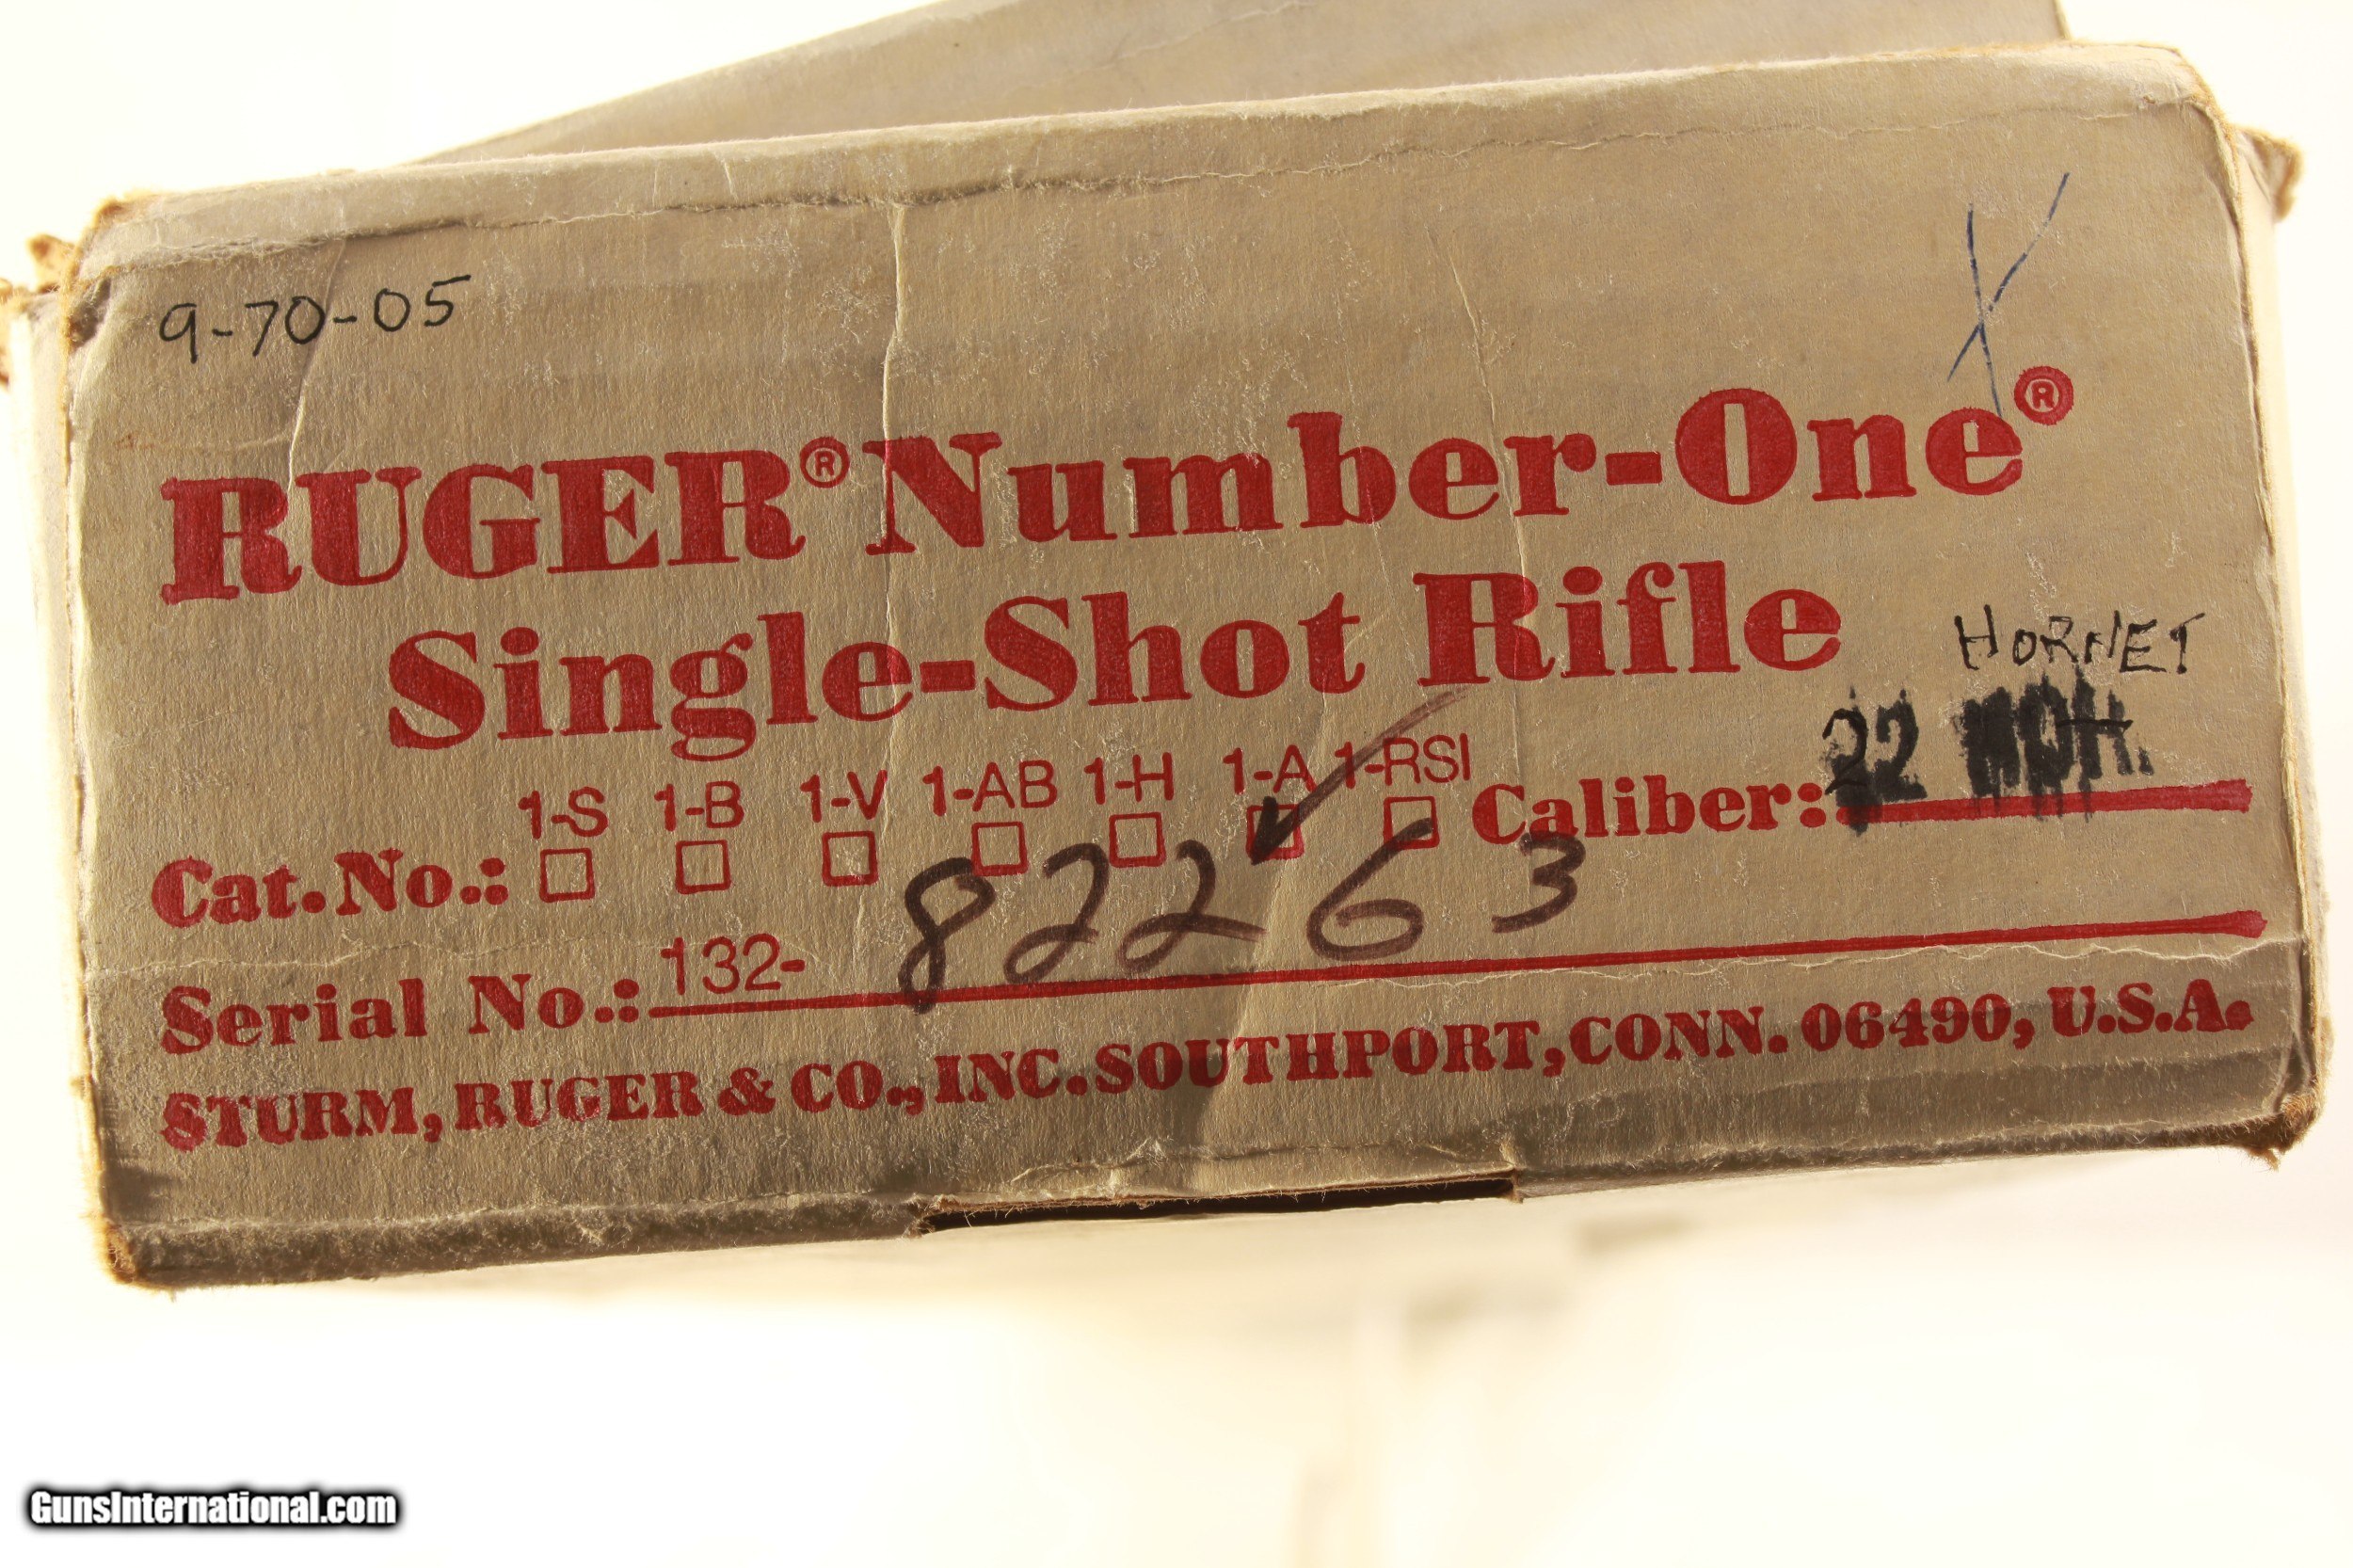 9-70-05
RUGER® Number-One®
Single-Shot Rifle
HORNET
1-S 1-B 1-V 1-AB 1-H 1-A 1-RSI
Cat. No.: Caliber: 22
Serial No.: 132- 82263
STURM, RUGER & CO., INC. SOUTHPORT, CONN. 06490, U.S.A.
GunsInternational.com